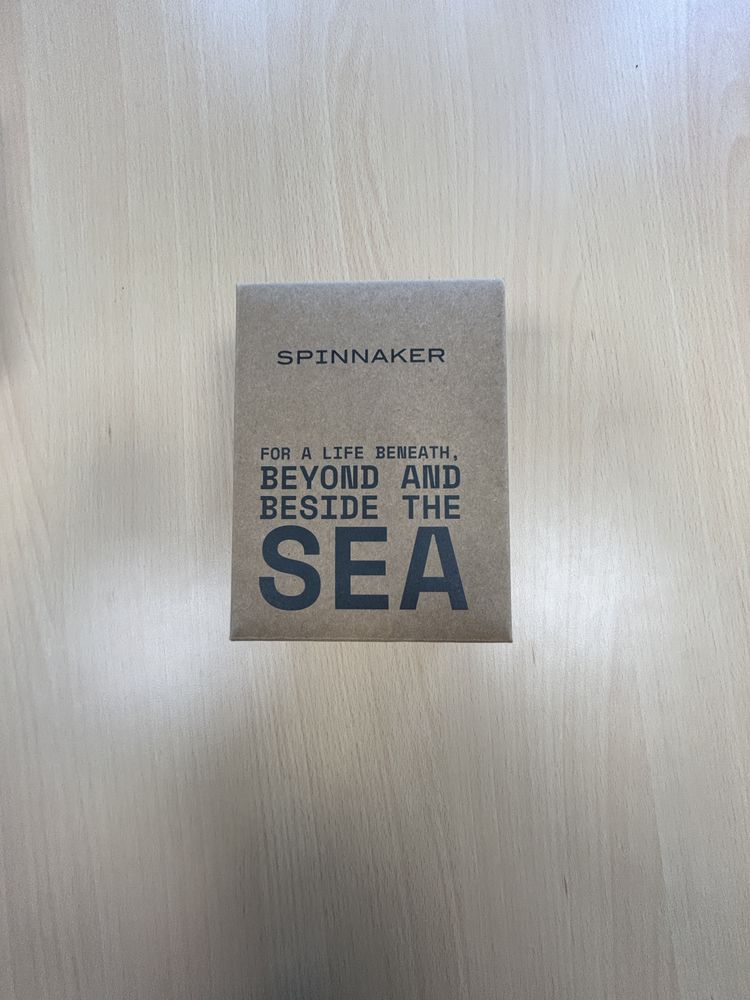 SPINNAKER
FOR A LIFE BENEATH,
BEYOND AND
BESIDE THE
SEA